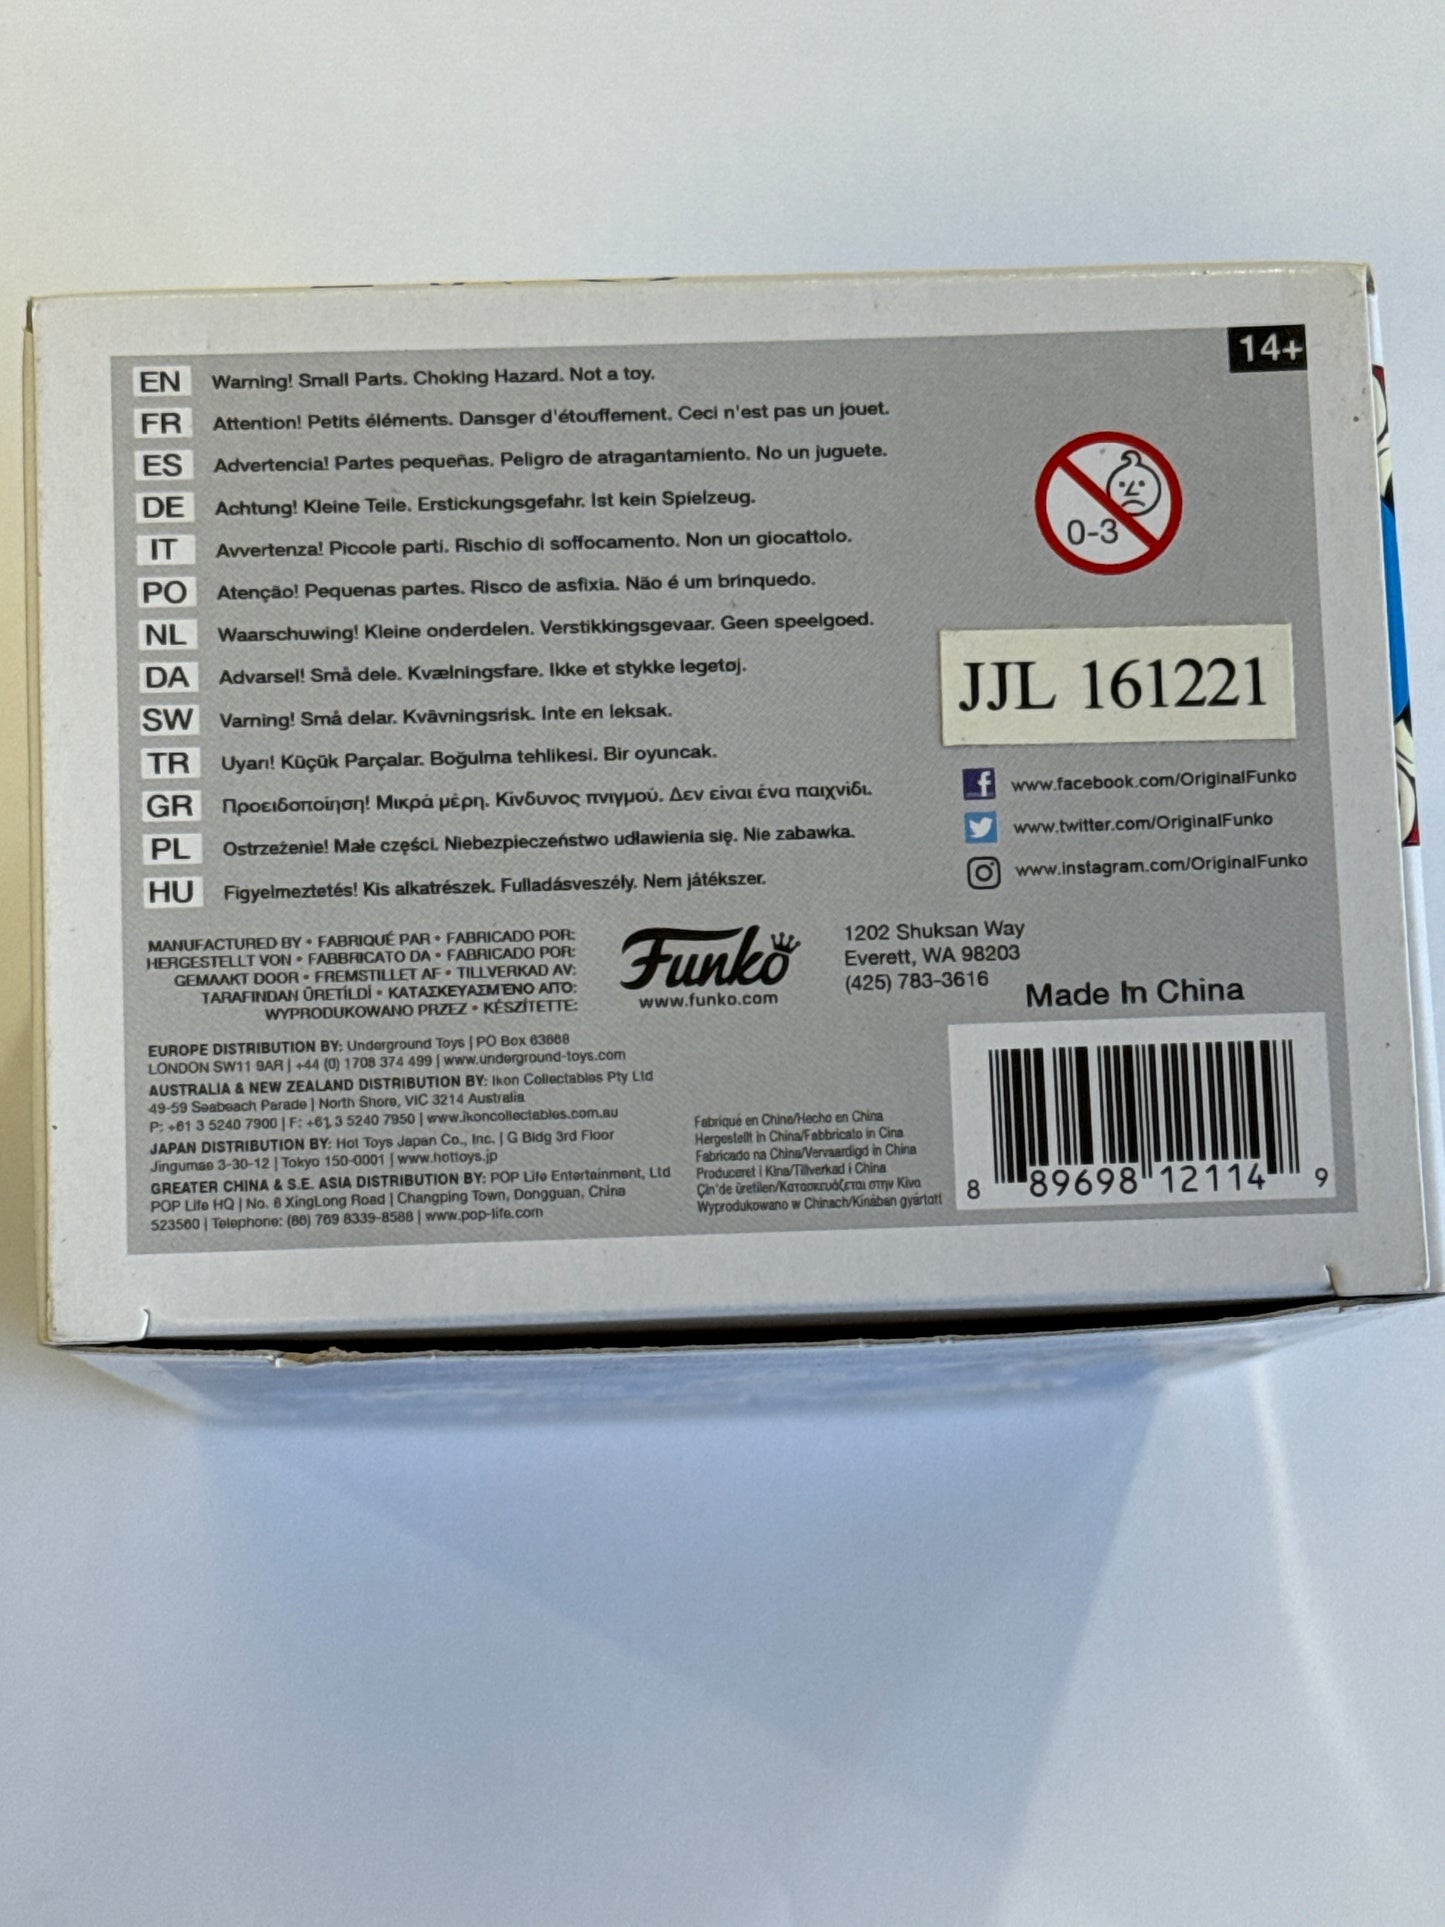 14+
EN Warning! Small Parts. Choking Hazard. Not a toy.
FR Attention! Petits éléments. Dansger d'étouffement. Ceci n'est pas un jouet.
ES Advertencia! Partes pequeñas. Peligro de atragantamiento. No un juguete.
DE Achtung! Kleine Teile. Erstickungsgefahr. Ist kein Spielzeug.
IT Avvertenza! Piccole parti. Rischio di soffocamento. Non un giocattolo.
PO Atenção! Pequenas partes. Risco de asfixia. Não é um brinquedo.
NL Waarschuwing! Kleine onderdelen. Verstikkingsgevaar. Geen speelgoed.
DA Advarsel! Små dele. Kvælningsfare. Ikke et stykke legetøj.
SW Varning! Små delar. Kvävningsrisk. Inte en leksak.
TR Uyarı! Küçük Parçalar. Boğulma tehlikesi. Bir oyuncak.
GR Προειδοποίηση! Μικρά μέρη. Κίνδυνος πνιγμού. Δεν είναι ένα παιχνίδι.
PL Ostrzeżenie! Małe części. Niebezpieczeństwo udławienia się. Nie zabawka.
HU Figyelmeztetés! Kis alkatrészek. Fulladásveszély. Nem játékszer.
0-3
JJL 161221
www.facebook.com/OriginalFunko
www.twitter.com/OriginalFunko
www.instagram.com/OriginalFunko
MANUFACTURED BY • FABRIQUÉ PAR • FABRICADO POR:
HERGESTELLT VON • FABBRICATO DA • FABRICADO POR:
GEMAAKT DOOR • FREMSTILLET AF • TILLVERKAD AV:
TARAFINDAN ÜRETİLDİ • ΚΑΤΑΣΚΕΥΑΣΜΈΝΟ ΑΠΌ:
WYPRODUKOWANO PRZEZ • KÉSZÍTETTE:
Funko
www.funko.com
1202 Shuksan Way
Everett, WA 98203
(425) 783-3616
Made In China
EUROPE DISTRIBUTION BY: Underground Toys | PO Box 63668
LONDON SW11 9AR | +44 (0) 1708 374 499 | www.underground-toys.com
AUSTRALIA & NEW ZEALAND DISTRIBUTION BY: Ikon Collectables Pty Ltd
49-59 Seabeach Parade | North Shore, VIC 3214 Australia
P: +61 3 5240 7900 | F: +61 3 5240 7950 | www.ikoncollectables.com.au
JAPAN DISTRIBUTION BY: Hot Toys Japan Co., Inc. | G Bldg 3rd Floor
Jingumae 3-30-12 | Tokyo 150-0001 | www.hottoys.jp
GREATER CHINA & S.E. ASIA DISTRIBUTION BY: POP Life Entertainment, Ltd
POP Life HQ | No. 6 XingLong Road | Changping Town, Dongguan, China
523560 | Telephone: (86) 769 8339-8588 | www.pop-life.com
Fabriqué en Chine/Hecho en China
Hergestellt in China/Fabbricato in Cina
Fabricado na China/Vervaardigd in China
Produceret i Kina/Tillverkad i China
Çin'de üretilen/Κατασκευάζεται στην Κίνα
Wyprodukowano w Chinach/Kínában gyártott
8 89698 12114 9